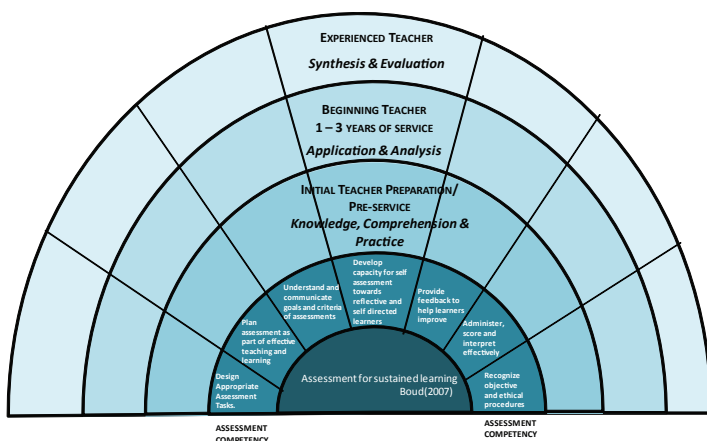 EXPERIENCED TEACHER
Synthesis & Evaluation
BEGINNING TEACHER
1 – 3 YEARS OF SERVICE
Application & Analysis
INITIAL TEACHER PREPARATION/
PRE-SERVICE
Knowledge, Comprehension &
Practice
Design
Appropriate
Assessment
Tasks.
Plan
assessment as
part of effective
teaching and
learning
Understand and
communicate
goals and criteria
of assessments
Develop
capacity for self
assessment
towards
reflective and
self directed
learners
Provide
feedback to
help learners
improve
Administer,
score and
interpret
effectively
Recognize
objective
and ethical
procedures
Assessment for sustained learning
Boud(2007)
ASSESSMENT
COMPETENCY
ASSESSMENT
COMPETENCY